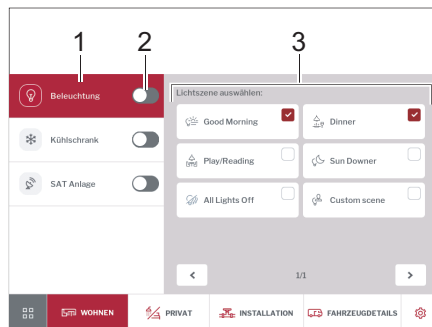 1 2 3
Beleuchtung
Kühlschrank
SAT Anlage
Lichtszene auswählen:
Good Morning Dinner
Play/Reading Sun Downer
All Lights Off Custom scene
1/1
WOHNEN PRIVAT INSTALLATION FAHRZEUGDETAILS